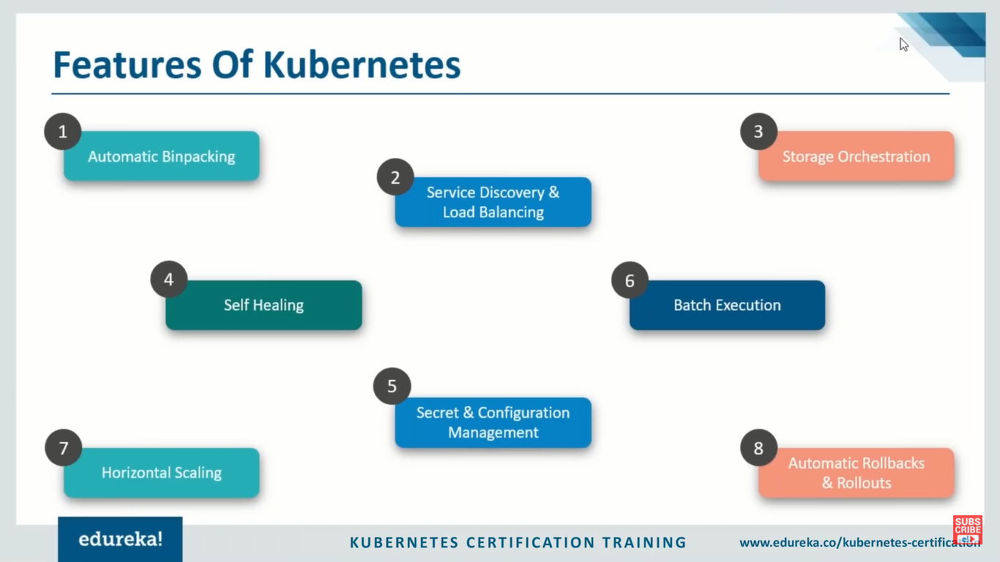 Features Of Kubernetes
1
Automatic Binpacking
2
Service Discovery &
Load Balancing
3
Storage Orchestration
4
Self Healing
5
Secret & Configuration
Management
6
Batch Execution
7
Horizontal Scaling
8
Automatic Rollbacks
& Rollouts
edureka!
KUBERNETES CERTIFICATION TRAINING
www.edureka.co/kubernetes-certification
SUBS
CRIBE
e!